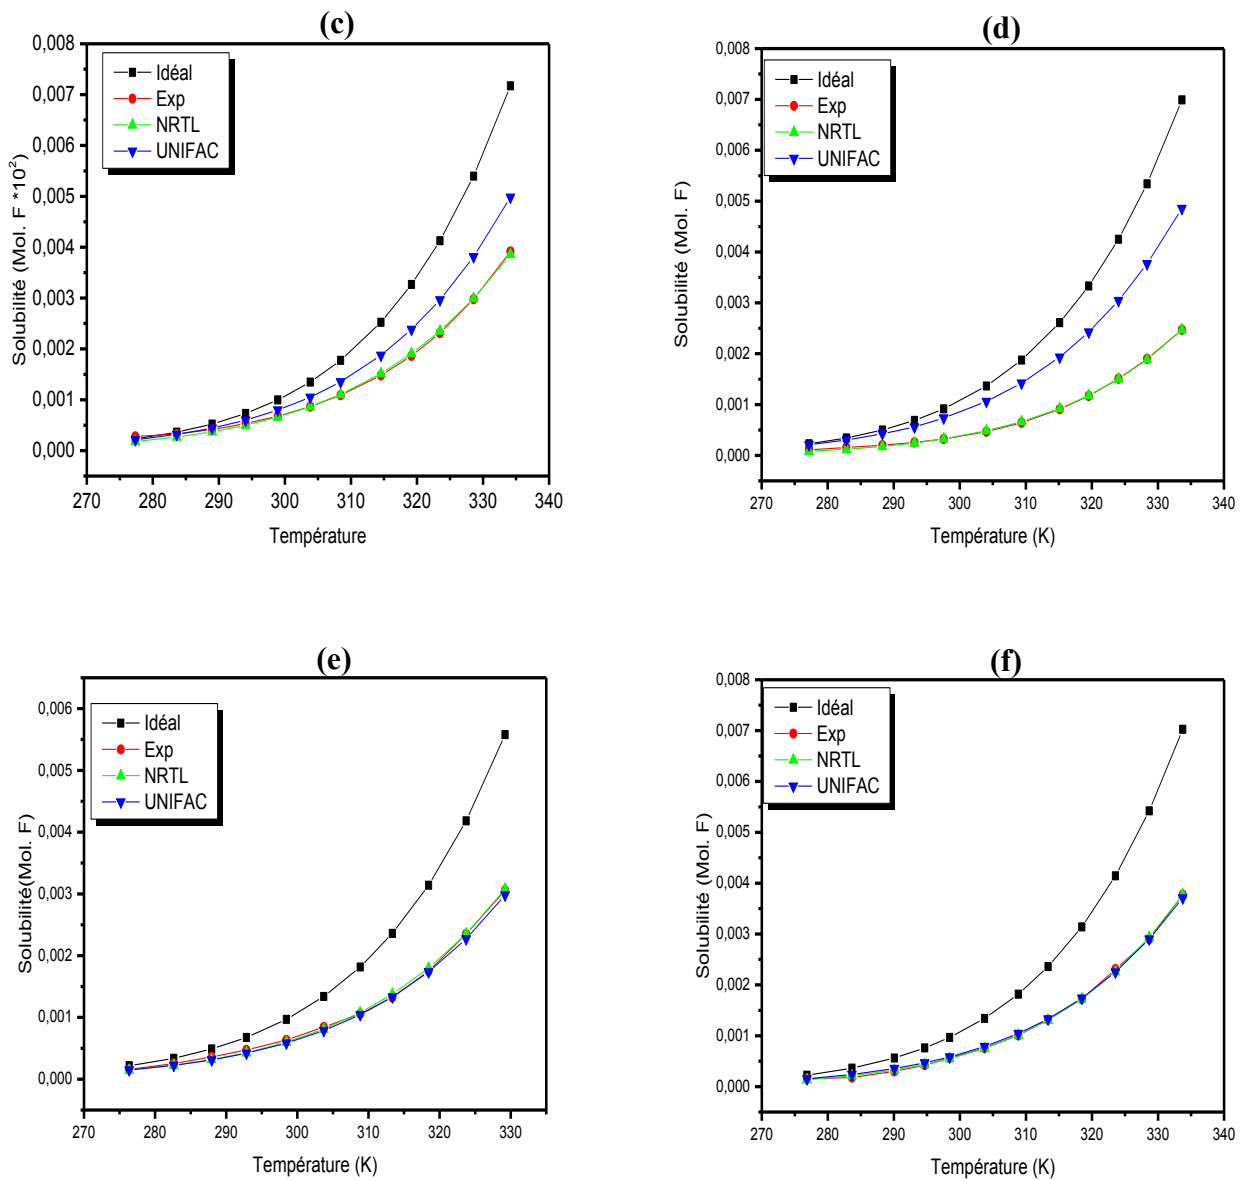 (c)
0,008
0,007
0,006
0,005
0,004
0,003
0,002
0,001
0,000
Solubilité (Mol. F *10²)
Idéal
Exp
NRTL
UNIFAC
270 280 290 300 310 320 330 340
Température
(d)
0,008
0,007
0,006
0,005
0,004
0,003
0,002
0,001
0,000
Solubilité (Mol. F)
Idéal
Exp
NRTL
UNIFAC
270 280 290 300 310 320 330 340
Température (K)
(e)
0,006
0,005
0,004
0,003
0,002
0,001
0,000
Solubilité(Mol. F)
Idéal
Exp
NRTL
UNIFAC
270 280 290 300 310 320 330
Température (K)
(f)
0,008
0,007
0,006
0,005
0,004
0,003
0,002
0,001
0,000
Solubilité (Mol. F)
Idéal
Exp
NRTL
UNIFAC
270 280 290 300 310 320 330 340
Température (K)